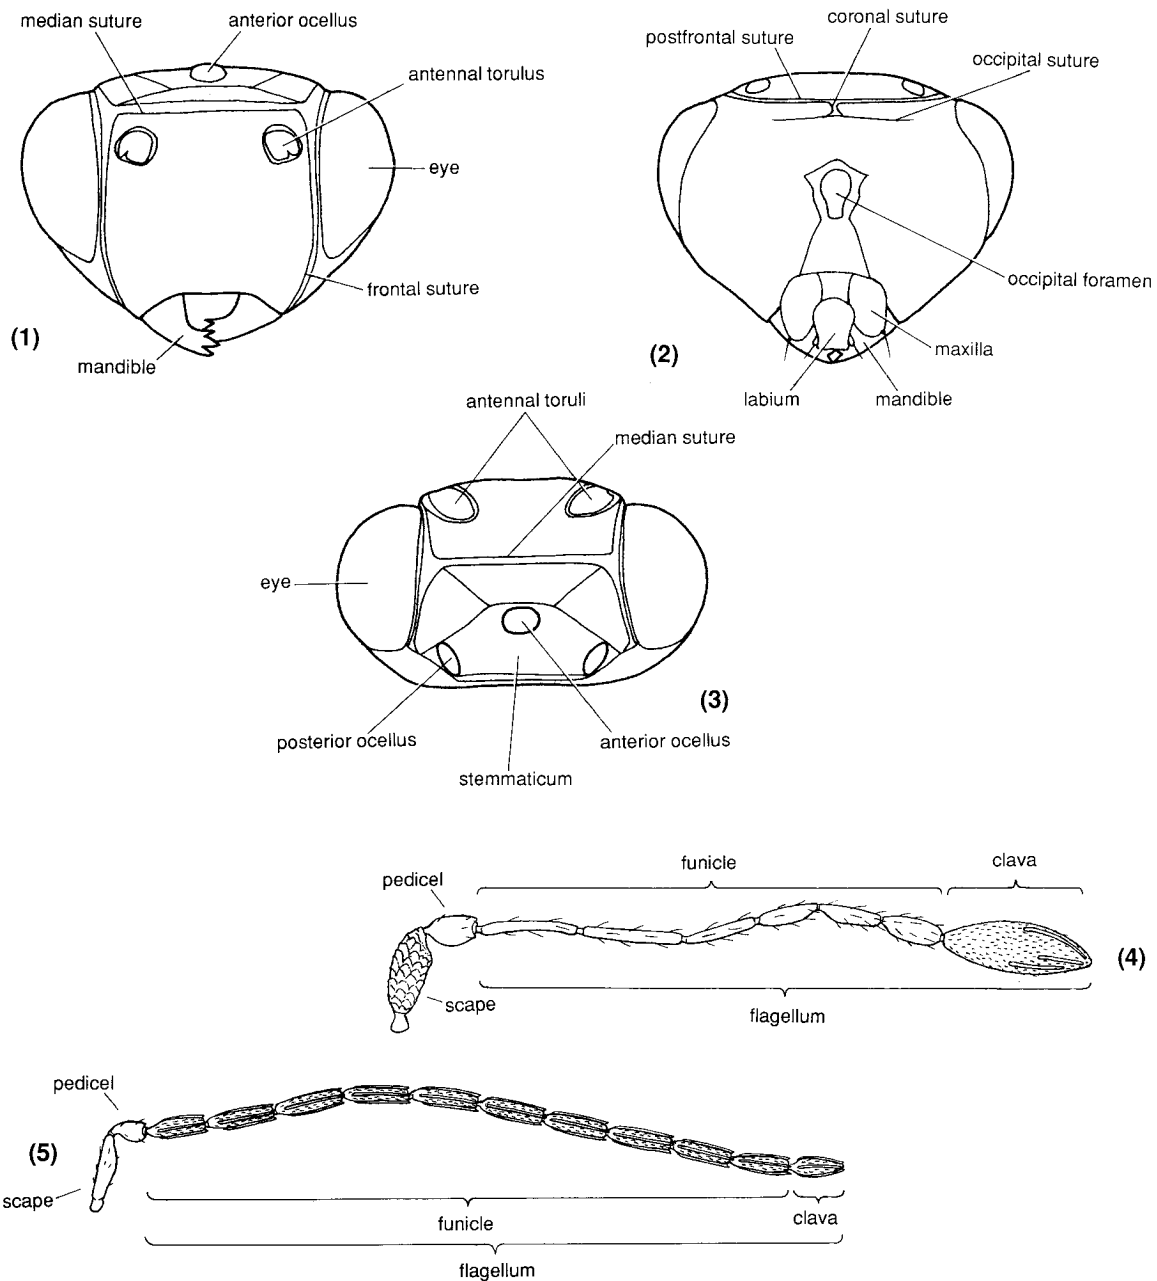 median suture
anterior ocellus
antennal torulus
eye
frontal suture
mandible
(1)
coronal suture
postfrontal suture
occipital suture
occipital foramen
maxilla
mandible
labium
(2)
antennal toruli
median suture
eye
posterior ocellus
anterior ocellus
stemmaticum
(3)
pedicel
funicle
clava
scape
flagellum
(4)
pedicel
(5)
scape
funicle
clava
flagellum